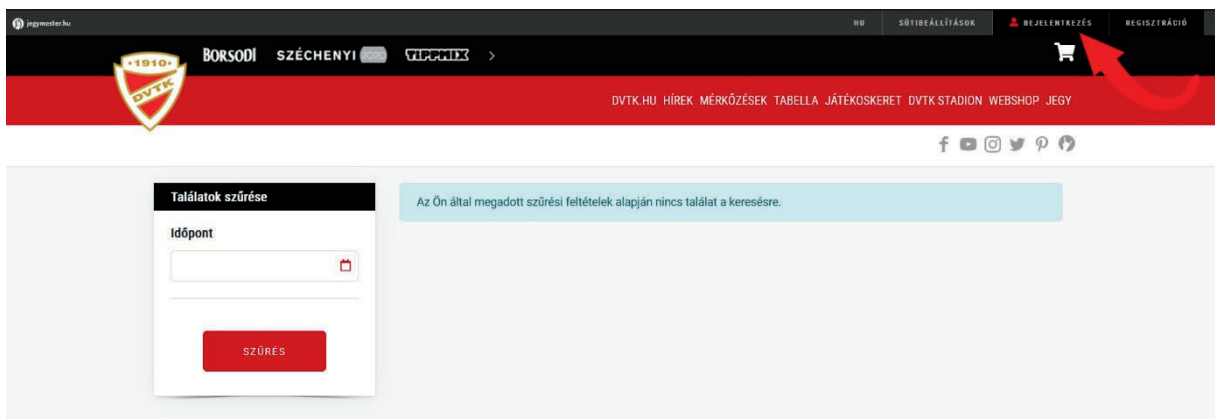 jegymester.hu HU SÜTIBEÁLLÍTÁSOK BEJELENTKEZÉS REGISZTRÁCIÓ
·1910· BORSODI SZÉCHENYI 2020 TIPPMIX >
DVTK
DVTK.HU HÍREK MÉRKŐZÉSEK TABELLA JÁTÉKOSKERET DVTK STADION WEBSHOP JEGY
Találatok szűrése
Az Ön által megadott szűrési feltételek alapján nincs találat a keresésre.
Időpont
SZŰRÉS